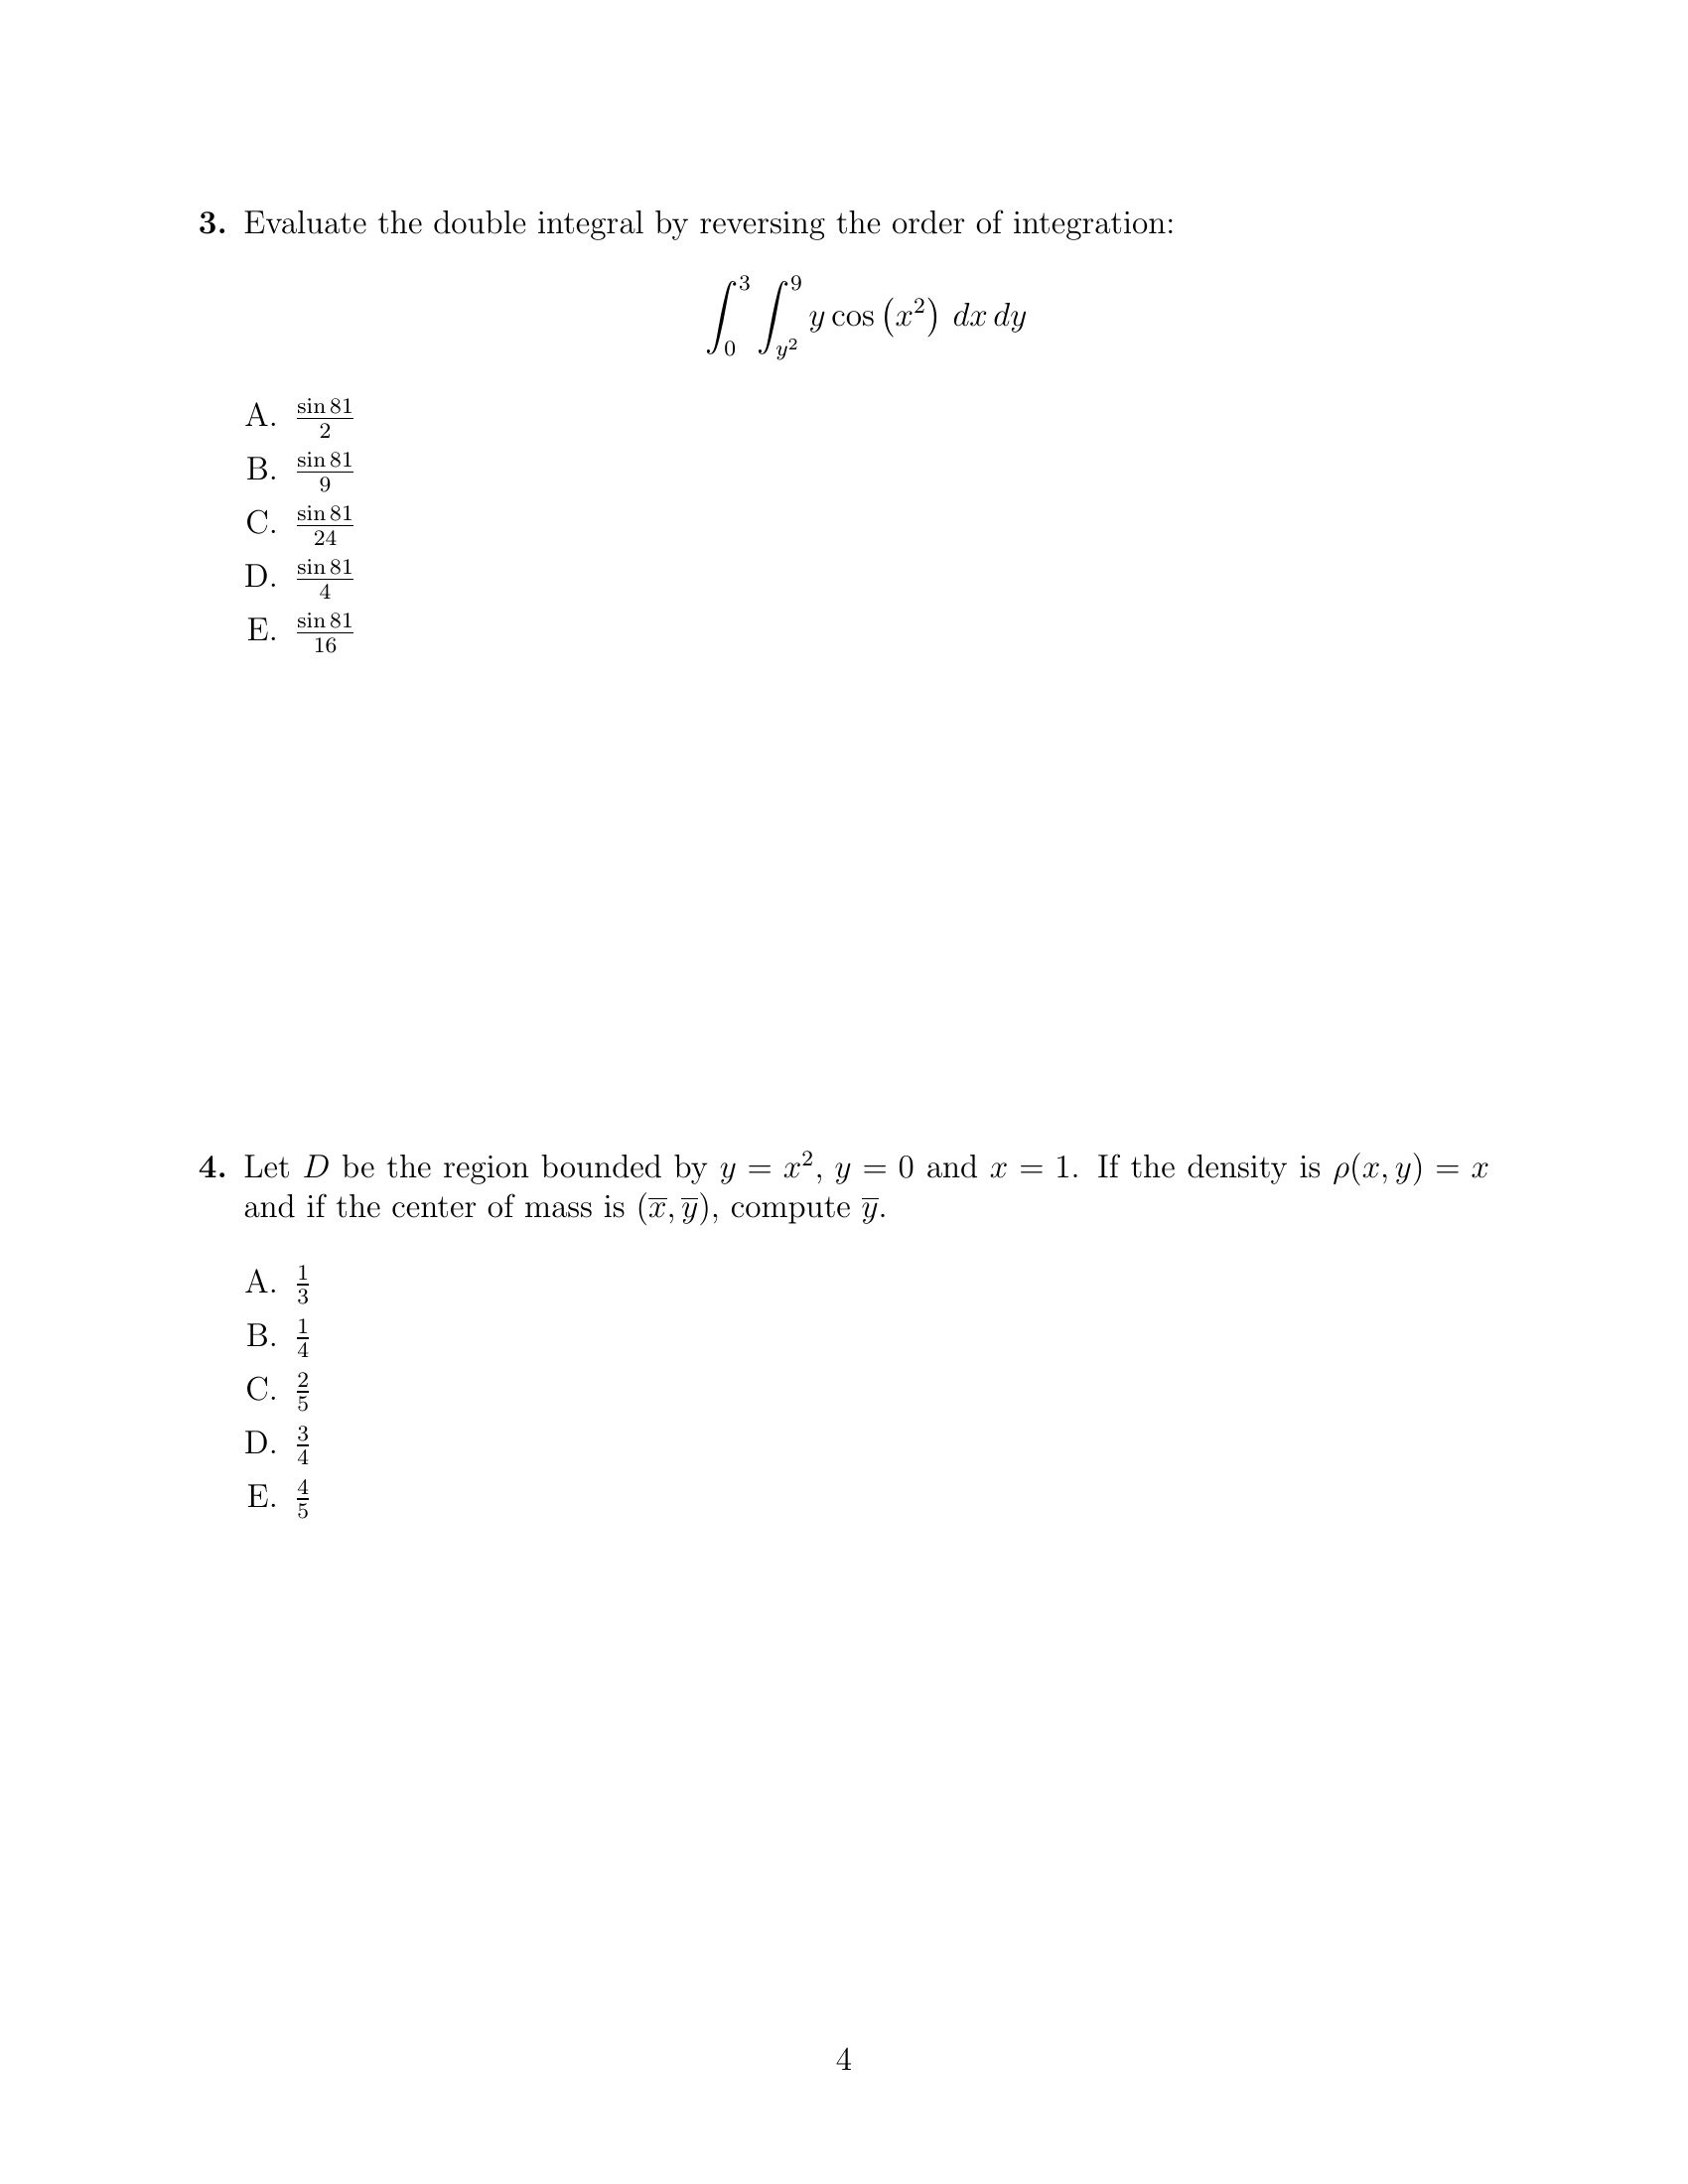 3. Evaluate the double integral by reversing the order of integration:
$$\int_0^3 \int_{y^2}^9 y \cos\left(x^2\right)\, dx\, dy$$
A. $\frac{\sin 81}{2}$
B. $\frac{\sin 81}{9}$
C. $\frac{\sin 81}{24}$
D. $\frac{\sin 81}{4}$
E. $\frac{\sin 81}{16}$
4. Let $D$ be the region bounded by $y = x^2$, $y = 0$ and $x = 1$. If the density is $\rho(x, y) = x$
and if the center of mass is $(\overline{x}, \overline{y})$, compute $\overline{y}$.
A. $\frac{1}{3}$
B. $\frac{1}{4}$
C. $\frac{2}{5}$
D. $\frac{3}{4}$
E. $\frac{4}{5}$
4